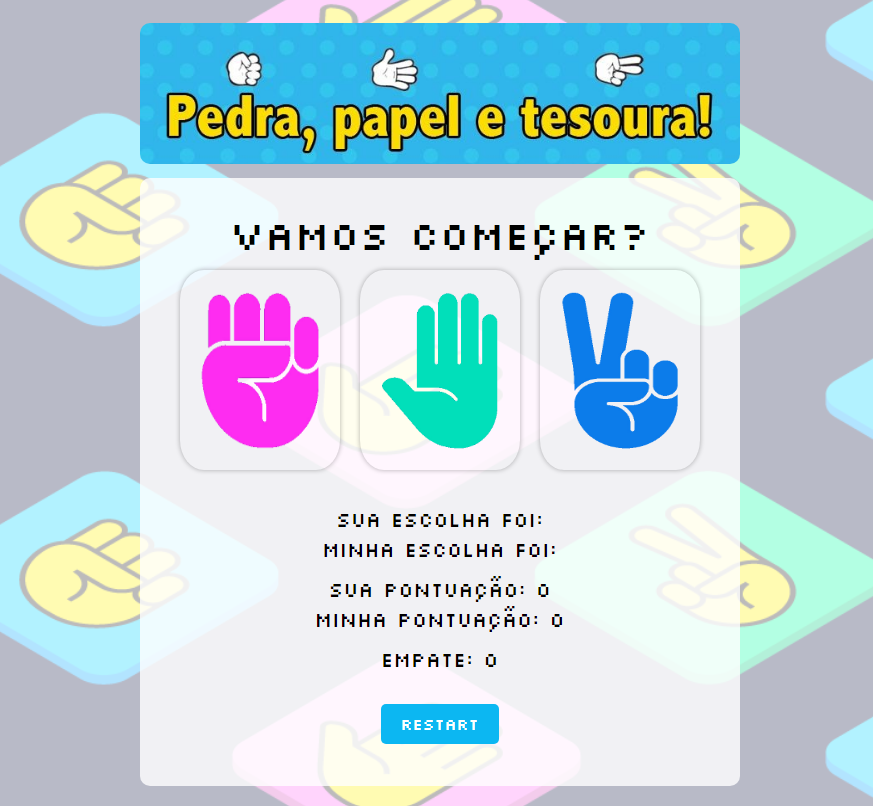 Pedra, papel e tesoura!
VAMOS COMEÇAR?
SUA ESCOLHA FOI:
MINHA ESCOLHA FOI:
SUA PONTUAÇÃO: 0
MINHA PONTUAÇÃO: 0
EMPATE: 0
RESTART